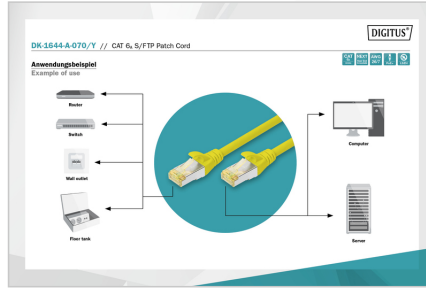 DIGITUS®
DK-1644-A-070/Y // CAT 6A S/FTP Patch Cord
Anwendungsbeispiel
Example of use
Router
Switch
Wall outlet
Floor tank
Computer
Server